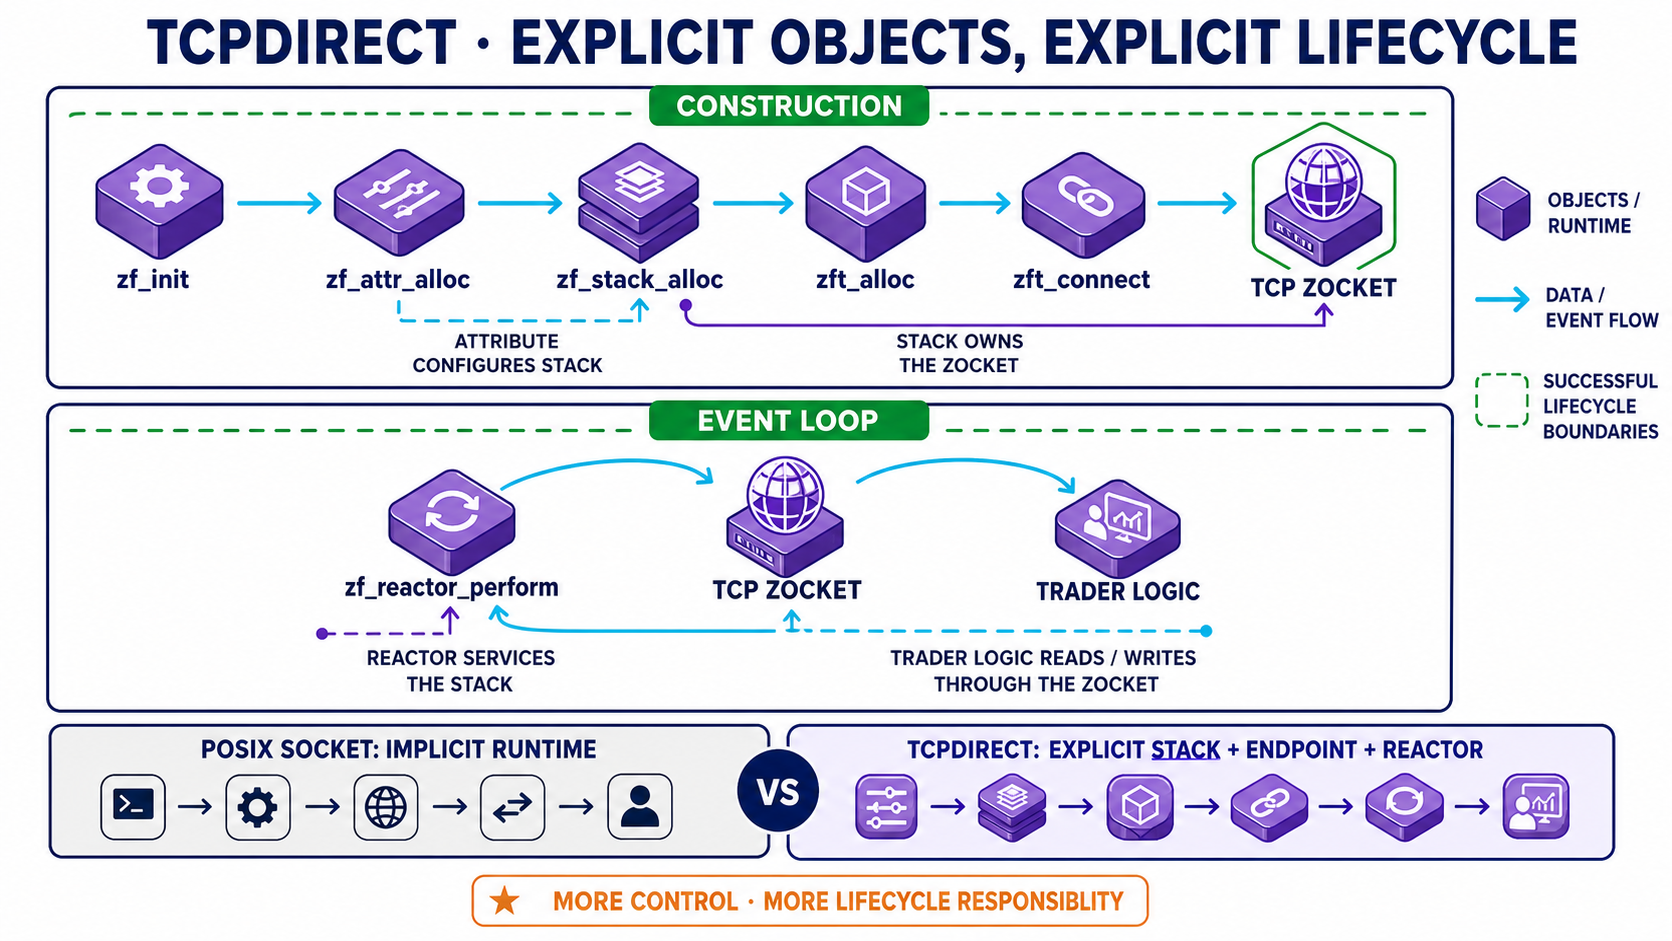 TCPDIRECT · EXPLICIT OBJECTS, EXPLICIT LIFECYCLE
CONSTRUCTION
zf_init
zf_attr_alloc
zf_stack_alloc
zft_alloc
zft_connect
TCP ZOCKET
ATTRIBUTE
CONFIGURES STACK
STACK OWNS
THE ZOCKET
OBJECTS /
RUNTIME
DATA /
EVENT FLOW
SUCCESSFUL
LIFECYCLE
BOUNDARIES
EVENT LOOP
zf_reactor_perform
TCP ZOCKET
TRADER LOGIC
REACTOR SERVICES
THE STACK
TRADER LOGIC READS / WRITES
THROUGH THE ZOCKET
POSIX SOCKET: IMPLICIT RUNTIME
VS
TCPDIRECT: EXPLICIT STACK + ENDPOINT + REACTOR
MORE CONTROL · MORE LIFECYCLE RESPONSIBLITY